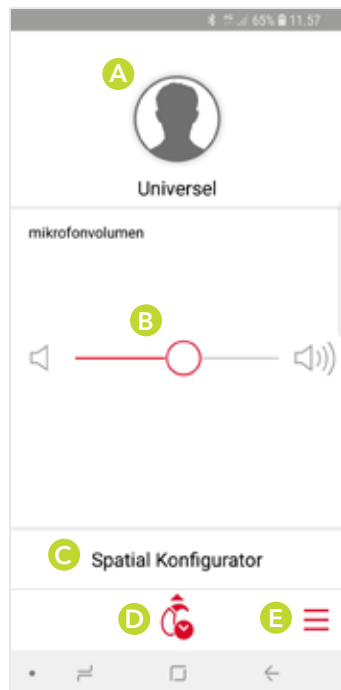 65% 11.57
A
Universel
mikrofonvolumen
B
C Spatial Konfigurator
D E